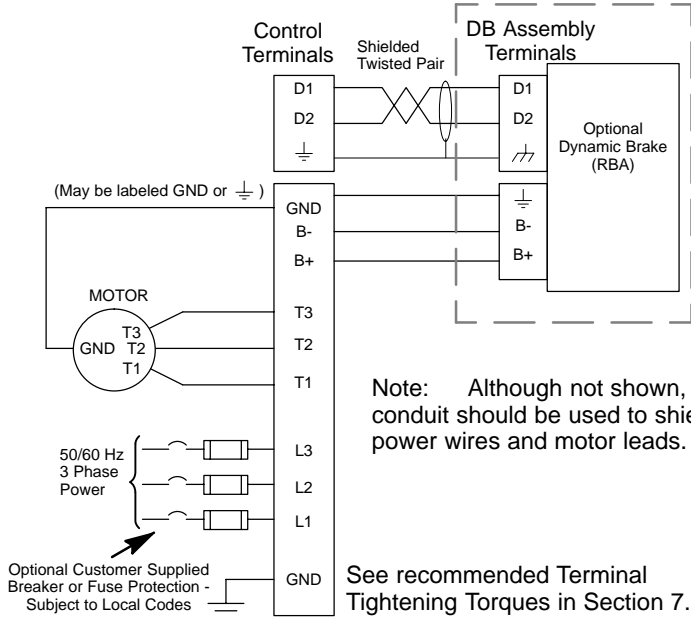 Control
Terminals
Shielded
Twisted Pair
DB Assembly
Terminals
D1
D2
⏚
D1
D2
Optional
Dynamic Brake
(RBA)
(May be labeled GND or ⏚ )
GND
B-
B+
T3
T2
T1
L3
L2
L1
GND
⏚
B-
B+
MOTOR
GND
T3
T2
T1
Note: Although not shown,
conduit should be used to shie
power wires and motor leads.
50/60 Hz
3 Phase
Power
Optional Customer Supplied
Breaker or Fuse Protection -
Subject to Local Codes
See recommended Terminal
Tightening Torques in Section 7.